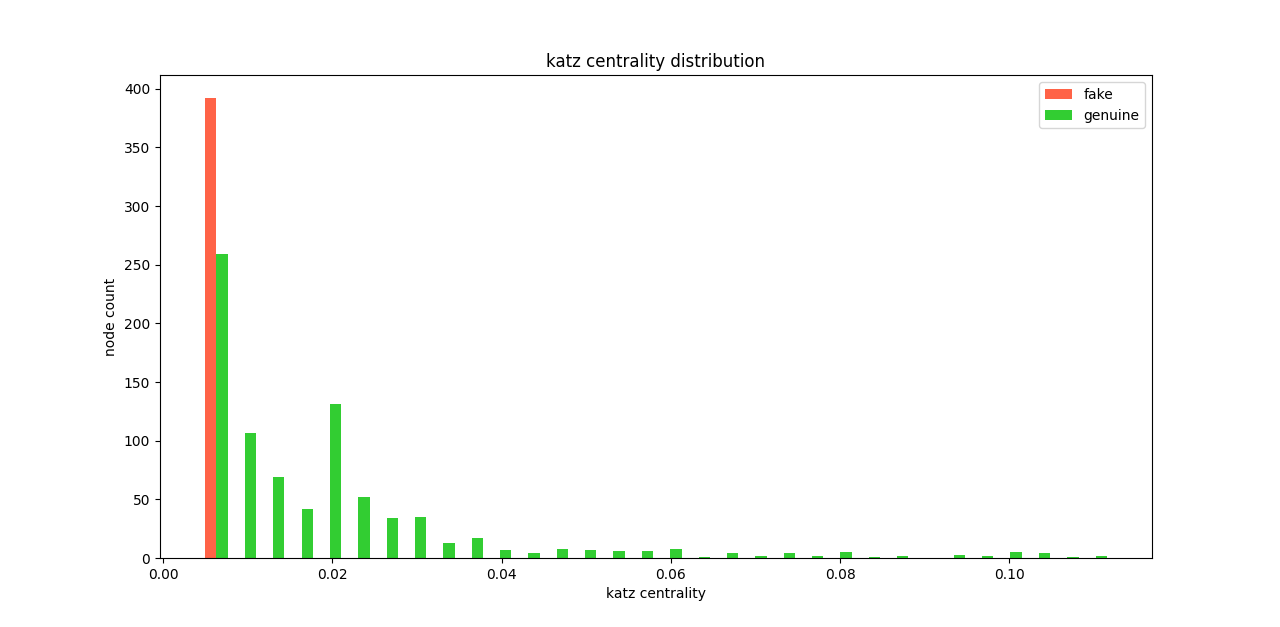 katz centrality distribution
fake
genuine
400
350
300
250
200
150
100
50
0
node count
0.00 0.02 0.04 0.06 0.08 0.10
katz centrality